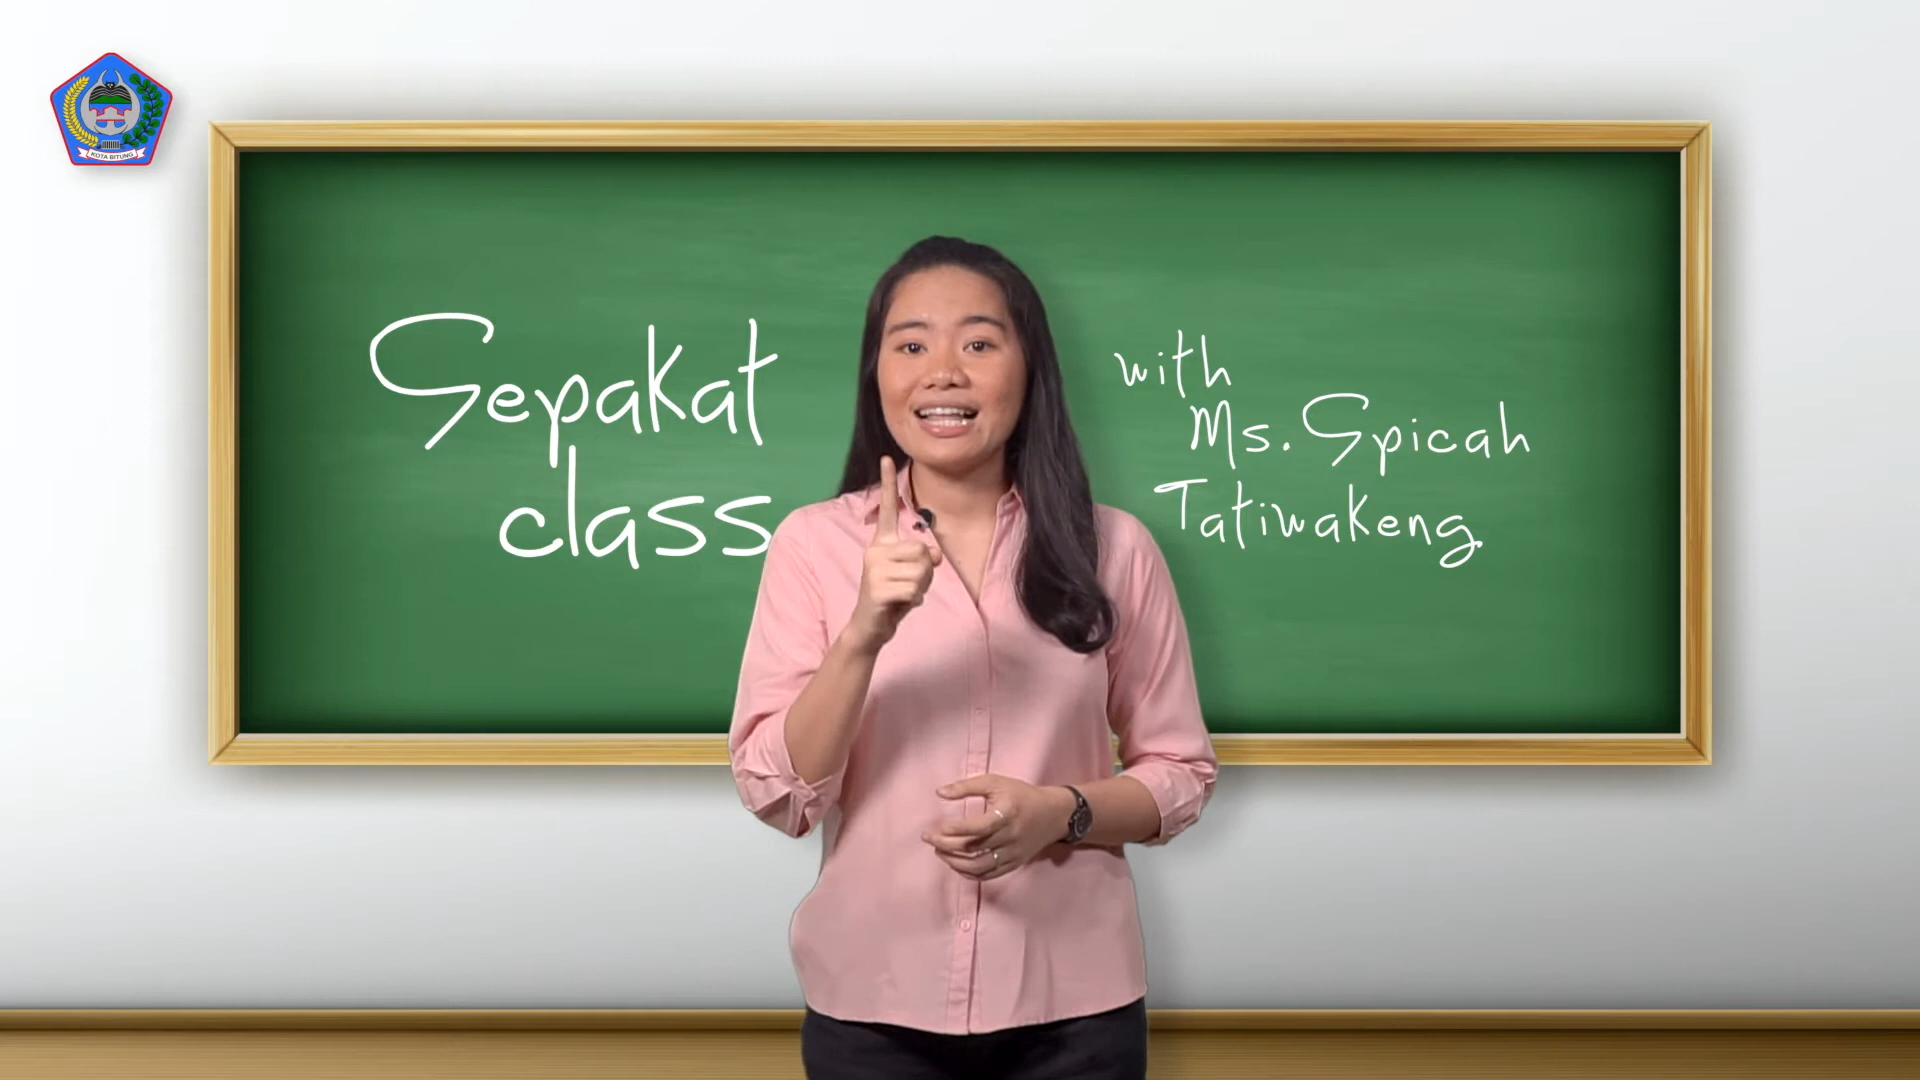 KOTA BITUNG
Sepakat
class
with
Ms. Spicah
Tatiwakeng